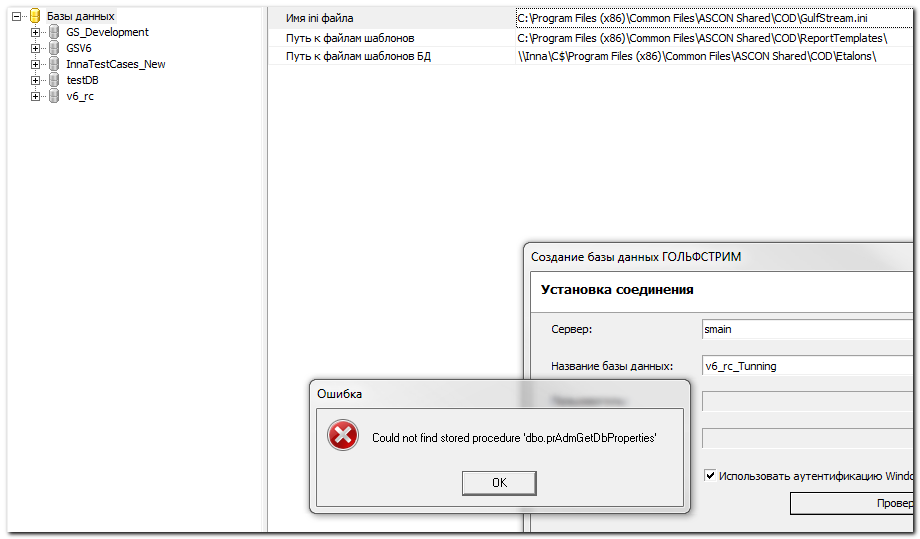 Базы данных
GS_Development
GSV6
InnaTestCases_New
testDB
v6_rc
Имя ini файла C:\Program Files (x86)\Common Files\ASCON Shared\COD\GulfStream.ini
Путь к файлам шаблонов C:\Program Files (x86)\Common Files\ASCON Shared\COD\ReportTemplates\
Путь к файлам шаблонов БД \\Inna\C$\Program Files (x86)\Common Files\ASCON Shared\COD\Etalons\
Создание базы данных ГОЛЬФСТРИМ
Установка соединения
Сервер: smain
Название базы данных: v6_rc_Tunning
Использовать аутентификацию Windo
Провер
Ошибка
Could not find stored procedure 'dbo.prAdmGetDbProperties'
OK